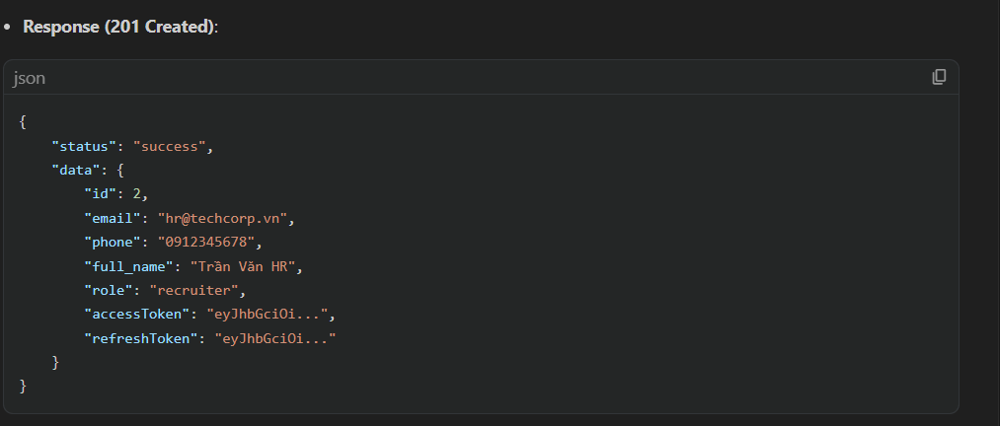 • Response (201 Created):
json
{
    "status": "success",
    "data": {
        "id": 2,
        "email": "hr@techcorp.vn",
        "phone": "0912345678",
        "full_name": "Trần Văn HR",
        "role": "recruiter",
        "accessToken": "eyJhbGciOi...",
        "refreshToken": "eyJhbGciOi..."
    }
}